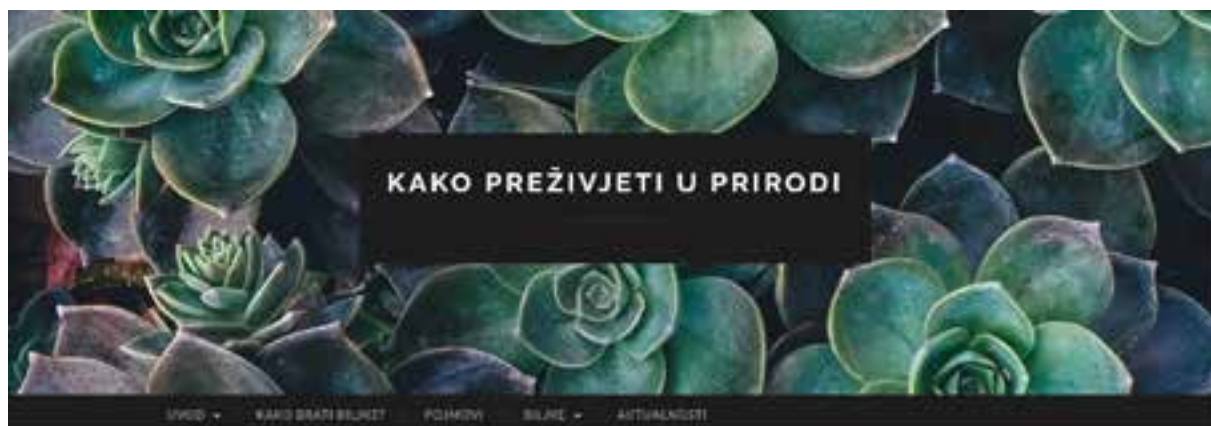 KAKO PREŽIVJETI U PRIRODI
UVOD KAKO BRATI BILJKE? POJMOVI BILJKE AKTUALNOSTI